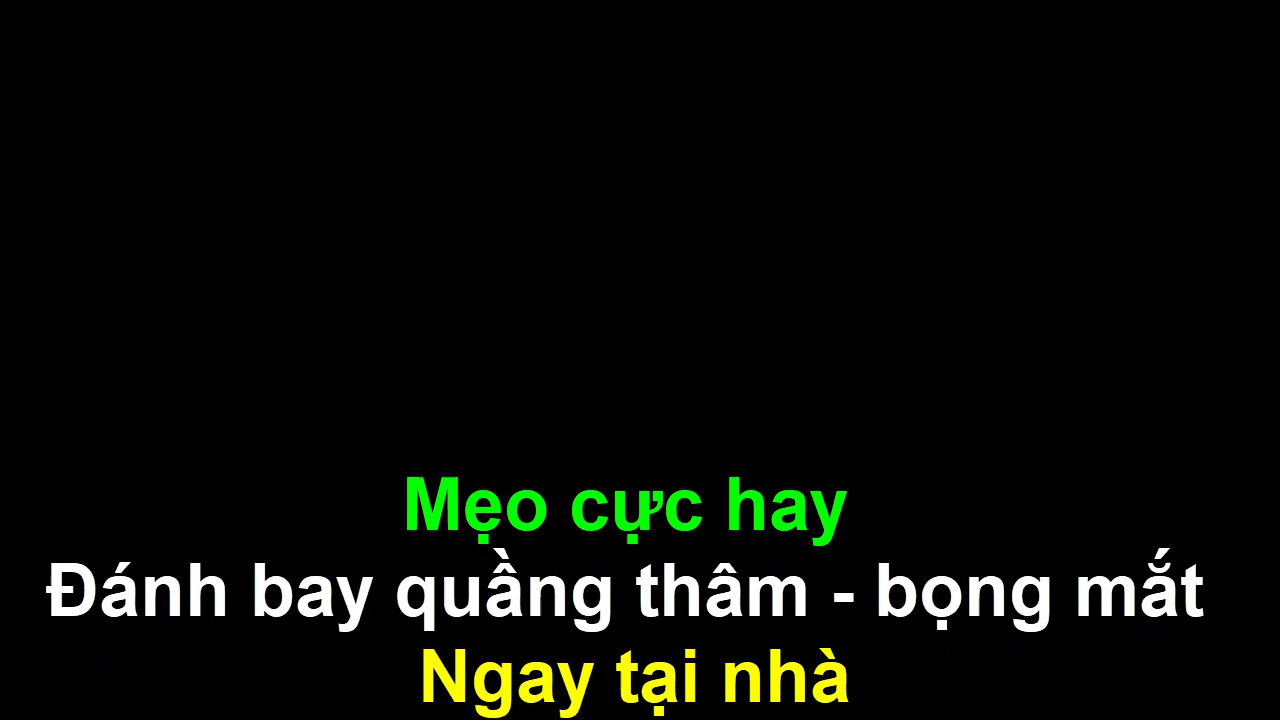 Mẹo cực hay
Đánh bay quầng thâm - bọng mắt
Ngay tại nhà